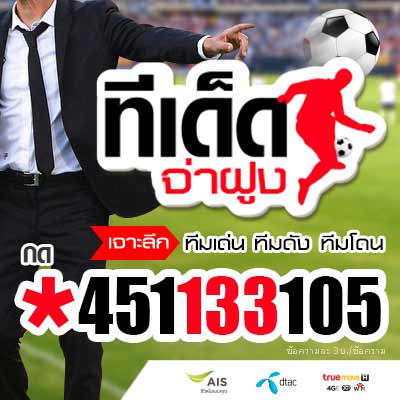 ทีเด็ด
จ่าฝูง
เจาะลึก ทีมเด่น ทีมดัง ทีมโดน
กด
*451133105
ข้อความละ 3บ./ข้อความ
AIS dtac truemove H
4G